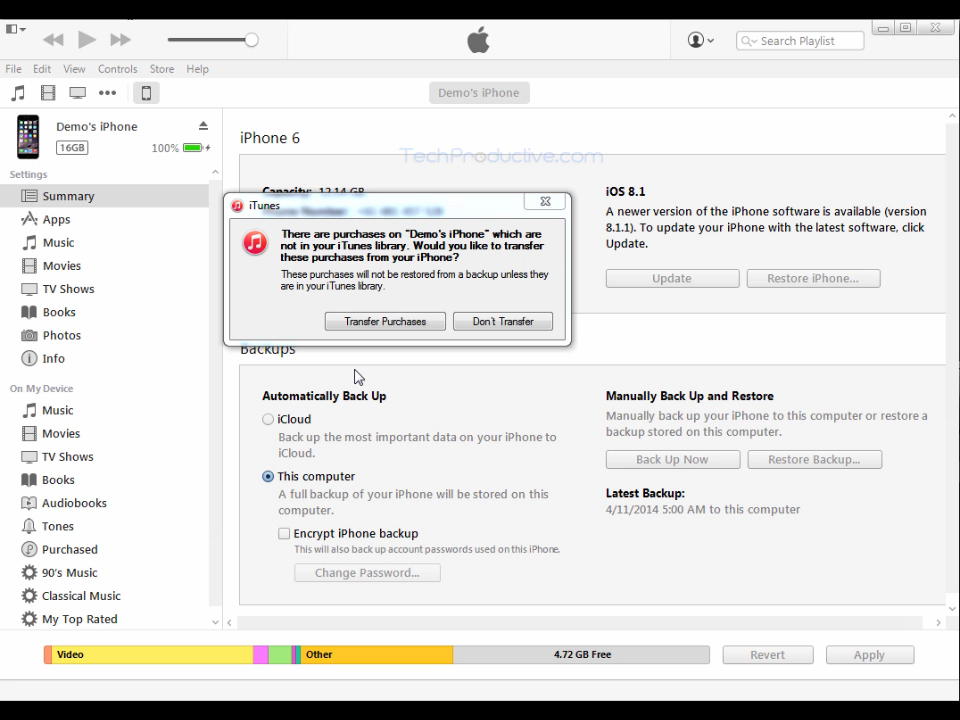 Search Playlist
File Edit View Controls Store Help
Demo's iPhone
Demo's iPhone
16GB
100%
Settings
Summary
Apps
Music
Movies
TV Shows
Books
Photos
Info
On My Device
Music
Movies
TV Shows
Books
Audiobooks
Tones
Purchased
90's Music
Classical Music
My Top Rated
iPhone 6
TechProductive.com
Capacity: 12.14 GB
iOS 8.1
A newer version of the iPhone software is available (version
8.1.1). To update your iPhone with the latest software, click
Update.
Update
Restore iPhone...
iTunes
There are purchases on "Demo's iPhone" which are
not in your iTunes library. Would you like to transfer
these purchases from your iPhone?
These purchases will not be restored from a backup unless they
are in your iTunes library.
Transfer Purchases
Don't Transfer
Backups
Automatically Back Up
iCloud
Back up the most important data on your iPhone to
iCloud.
This computer
A full backup of your iPhone will be stored on this
computer.
Encrypt iPhone backup
This will also back up account passwords used on this iPhone.
Change Password...
Manually Back Up and Restore
Manually back up your iPhone to this computer or restore a
backup stored on this computer.
Back Up Now
Restore Backup...
Latest Backup:
4/11/2014 5:00 AM to this computer
Video
Other
4.72 GB Free
Revert
Apply